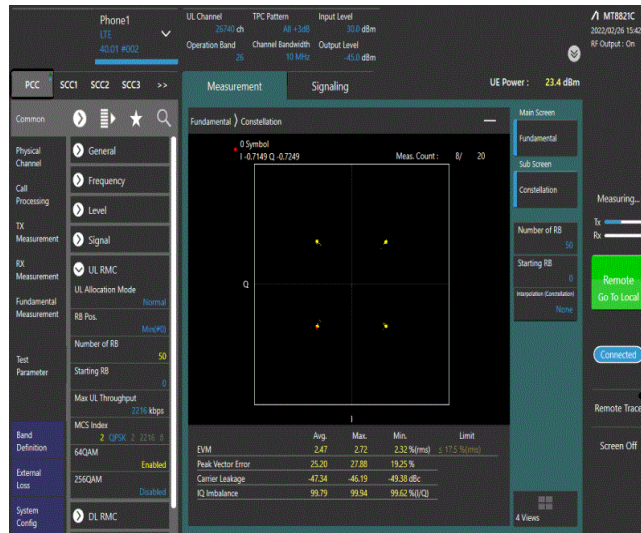 Phone1
LTE
40.01 #002
UL Channel TPC Pattern Input Level
26740 ch All +3dB 30.0 dBm
Operation Band Channel Bandwidth Output Level
26 10 MHz -45.0 dBm
MT8821C
2022/02/26 15:42
RF Output : On
PCC SCC1 SCC2 SCC3 >>
Measurement Signaling
UE Power : 23.4 dBm
Common
Physical Channel
Call Processing
TX Measurement
RX Measurement
Fundamental Measurement
Test Parameter
Band Definition
External Loss
System Config
General
Frequency
Level
Signal
UL RMC
UL Allocation Mode
Normal
RB Pos.
Min(#0)
Number of RB
50
Starting RB
0
Max UL Throughput
2216 kbps
MCS Index
2 QPSK 2 2216 8
64QAM
Enabled
256QAM
Disabled
DL RMC
Fundamental > Constellation
0 Symbol
I -0.7149 Q -0.7249
Meas. Count : 8/ 20
Q
I
Avg. Max. Min. Limit
EVM 2.47 2.72 2.32 %(rms) ≤ 17.5 %(rms)
Peak Vector Error 25.20 27.88 19.25 %
Carrier Leakage -47.34 -46.19 -49.38 dBc
IQ Imbalance 99.79 99.94 99.62 %(I/Q)
Main Screen
Fundamental
Sub Screen
Constellation
Number of RB
50
Starting RB
0
Interpolation (Constellation)
None
4 Views
Measuring...
Tx
Rx
Remote
Go To Local
Connected
Remote Trace
Screen Off